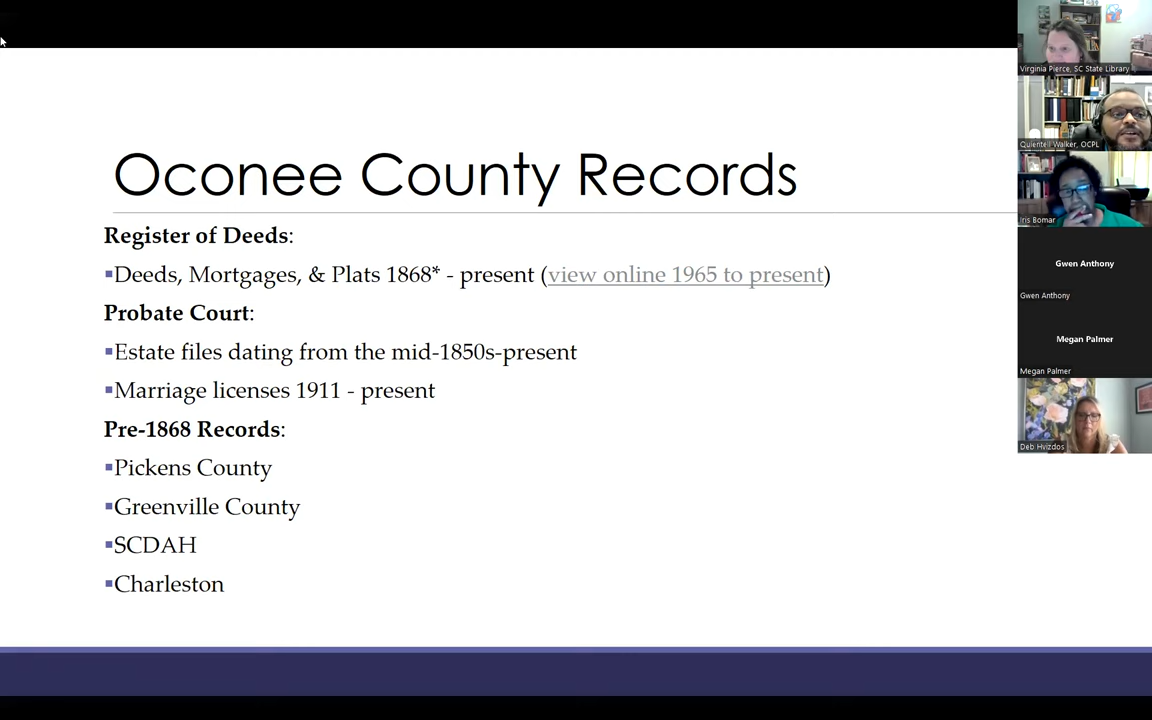 Oconee County Records
Register of Deeds:
▪Deeds, Mortgages, & Plats 1868* - present (view online 1965 to present)
Probate Court:
▪Estate files dating from the mid-1850s-present
▪Marriage licenses 1911 - present
Pre-1868 Records:
▪Pickens County
▪Greenville County
▪SCDAH
▪Charleston
Virginia Pierce, SC State Library
Quientell Walker, OCPL
Iris Bomar
Gwen Anthony
Gwen Anthony
Megan Palmer
Megan Palmer
Deb Hvizdos